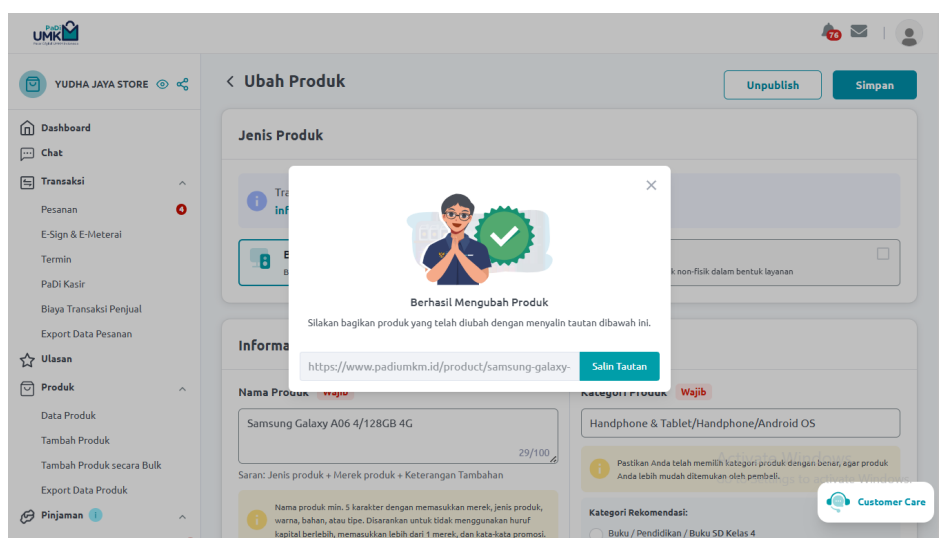 PaDi
UMKM
76
YUDHA JAYA STORE
Ubah Produk
Unpublish
Simpan
Dashboard
Chat
Transaksi
Pesanan
4
E-Sign & E-Meterai
Termin
PaDi Kasir
Biaya Transaksi Penjual
Export Data Pesanan
Ulasan
Produk
Data Produk
Tambah Produk
Tambah Produk secara Bulk
Export Data Produk
Pinjaman
Jenis Produk
Tra
inf
B
k non-fisik dalam bentuk layanan
Berhasil Mengubah Produk
Silakan bagikan produk yang telah diubah dengan menyalin tautan dibawah ini.
https://www.padiumkm.id/product/samsung-galaxy-
Salin Tautan
Informa
Nama Produk Wajib
Samsung Galaxy A06 4/128GB 4G
29/100
Saran: Jenis produk + Merek produk + Keterangan Tambahan
Nama produk min. 5 karakter dengan memasukkan merek, jenis produk,
warna, bahan, atau tipe. Disarankan untuk tidak menggunakan huruf
kapital berlebih, memasukkan lebih dari 1 merek, dan kata-kata promosi.
Kategori Produk Wajib
Handphone & Tablet/Handphone/Android OS
Pastikan Anda telah memilih kategori produk dengan benar, agar produk
Anda lebih mudah ditemukan oleh pembeli.
Activate Windows
to activate Windows.
Kategori Rekomendasi:
Buku / Pendidikan / Buku SD Kelas 4
Customer Care